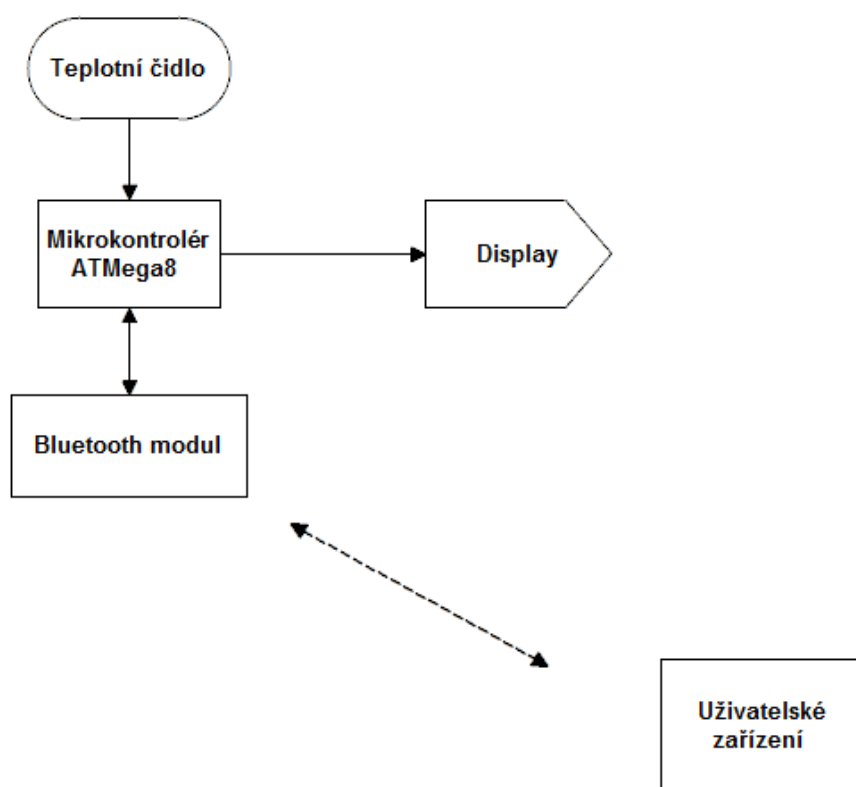 Teplotní čidlo
Mikrokontrolér
ATMega8
Display
Bluetooth modul
Uživatelské
zařízení